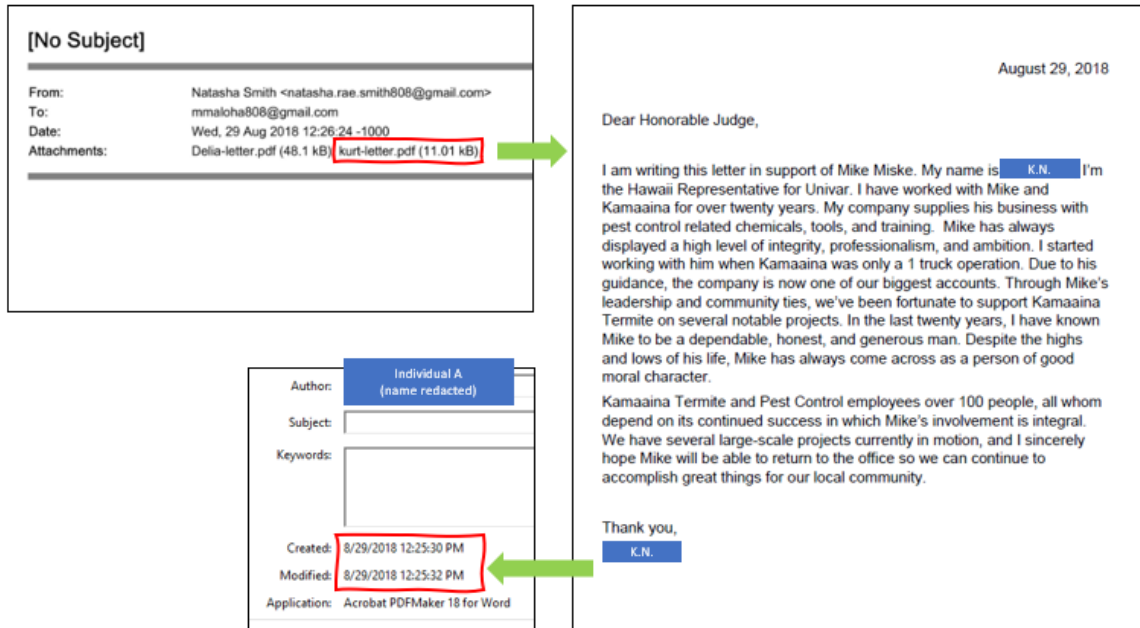 [No Subject]
From: Natasha Smith <natasha.rae.smith808@gmail.com>
To: mmaloha808@gmail.com
Date: Wed, 29 Aug 2018 12:26:24 -1000
Attachments: Delia-letter.pdf (48.1 kB) kurt-letter.pdf (11.01 kB)
August 29, 2018
Dear Honorable Judge,
I am writing this letter in support of Mike Miske. My name is K.N. I'm
the Hawaii Representative for Univar. I have worked with Mike and
Kamaaina for over twenty years. My company supplies his business with
pest control related chemicals, tools, and training. Mike has always
displayed a high level of integrity, professionalism, and ambition. I started
working with him when Kamaaina was only a 1 truck operation. Due to his
guidance, the company is now one of our biggest accounts. Through Mike's
leadership and community ties, we've been fortunate to support Kamaaina
Termite on several notable projects. In the last twenty years, I have known
Mike to be a dependable, honest, and generous man. Despite the highs
and lows of his life, Mike has always come across as a person of good
moral character.
Kamaaina Termite and Pest Control employees over 100 people, all whom
depend on its continued success in which Mike's involvement is integral.
We have several large-scale projects currently in motion, and I sincerely
hope Mike will be able to return to the office so we can continue to
accomplish great things for our local community.
Thank you,
K.N.
Author: Individual A
(name redacted)
Subject:
Keywords:
Created: 8/29/2018 12:25:30 PM
Modified: 8/29/2018 12:25:32 PM
Application: Acrobat PDFMaker 18 for Word